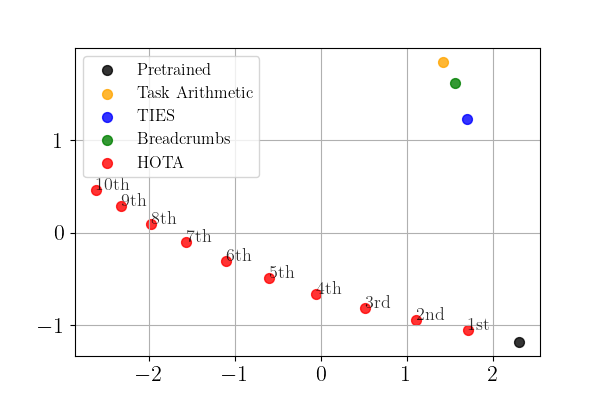 Pretrained
Task Arithmetic
TIES
Breadcrumbs
HOTA
1
0
−1
10th
9th
8th
7th
6th
5th
4th
3rd
2nd
1st
−2
−1
0
1
2